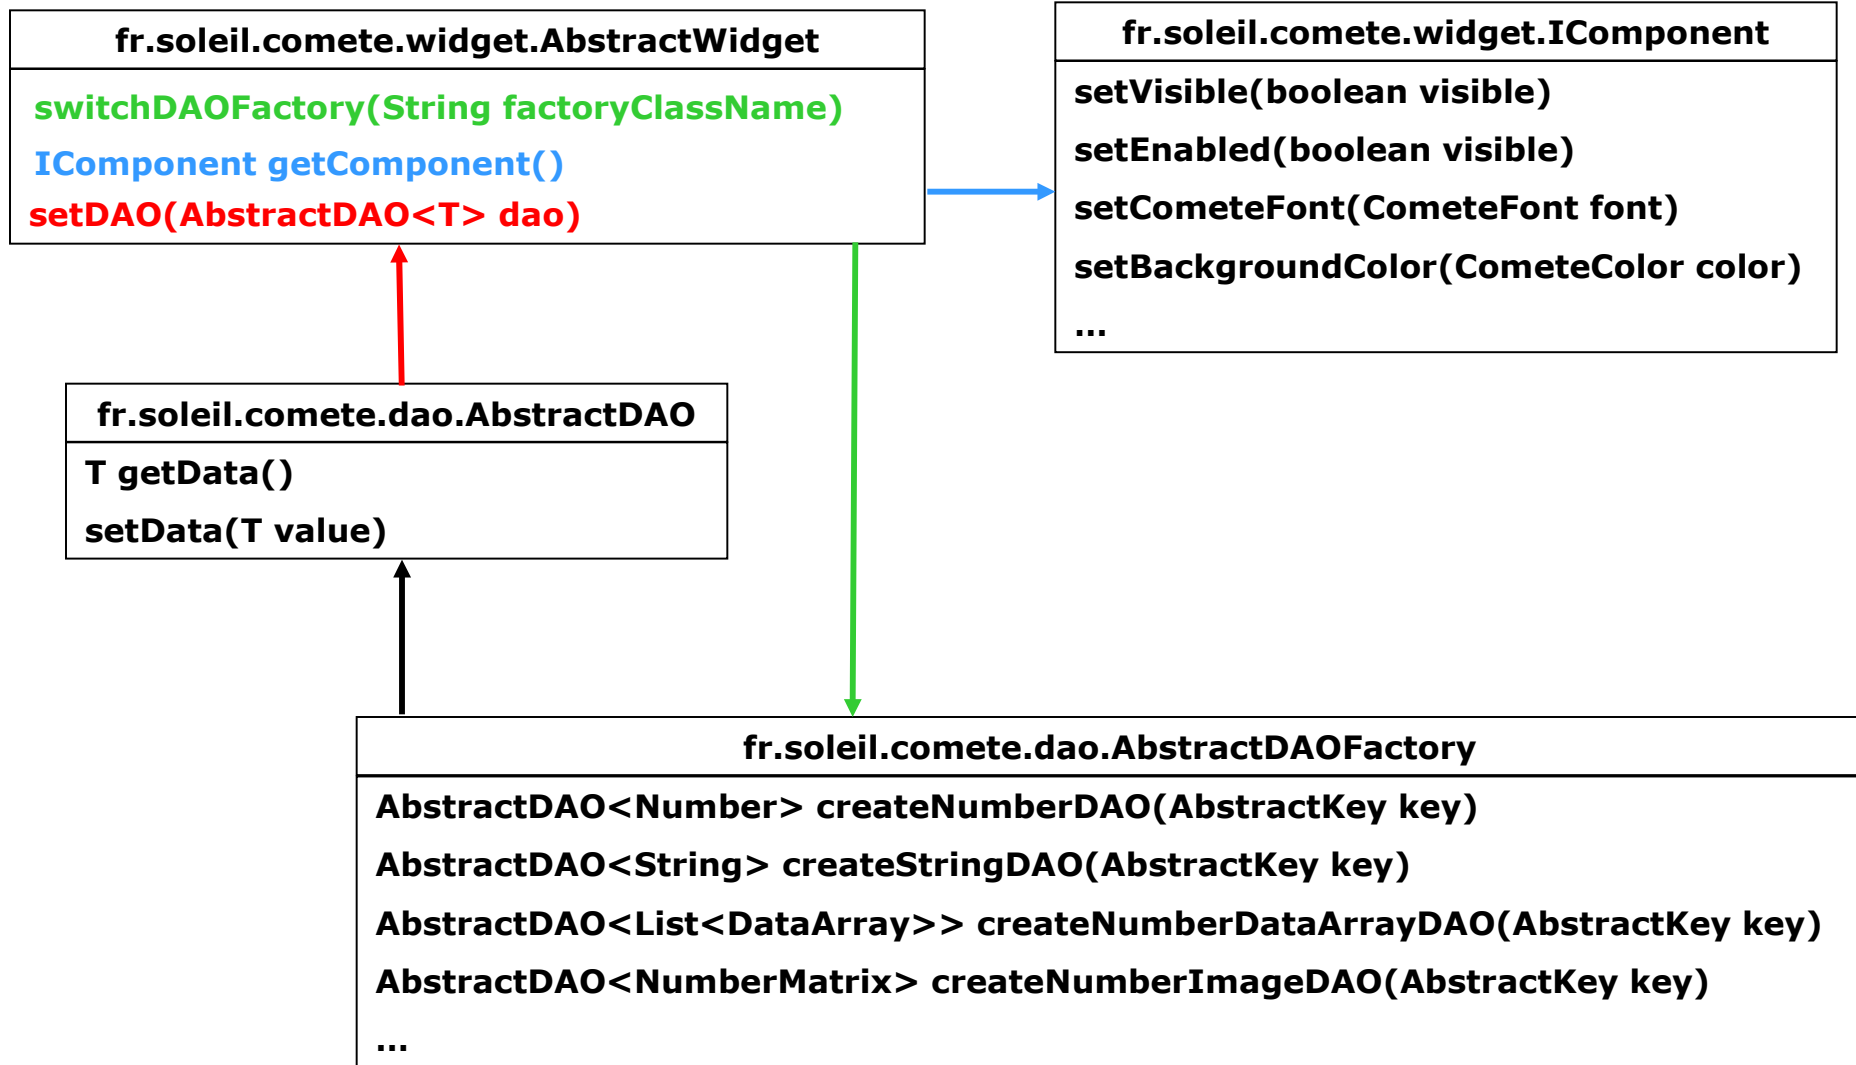 fr.soleil.comete.widget.AbstractWidget
switchDAOFactory(String factoryClassName)
IComponent getComponent()
setDAO(AbstractDAO<T> dao)
fr.soleil.comete.widget.IComponent
setVisible(boolean visible)
setEnabled(boolean visible)
setCometeFont(CometeFont font)
setBackgroundColor(CometeColor color)
...
fr.soleil.comete.dao.AbstractDAO
T getData()
setData(T value)
fr.soleil.comete.dao.AbstractDAOFactory
AbstractDAO<Number> createNumberDAO(AbstractKey key)
AbstractDAO<String> createStringDAO(AbstractKey key)
AbstractDAO<List<DataArray>> createNumberDataArrayDAO(AbstractKey key)
AbstractDAO<NumberMatrix> createNumberImageDAO(AbstractKey key)
...